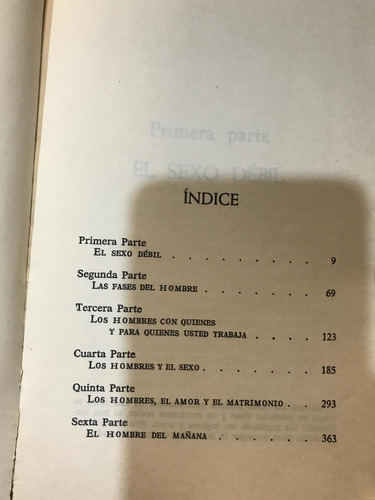 Primera parte
EL SEXO DÉBIL
ÍNDICE
Primera Parte
EL SEXO DÉBIL . . . . . . . . . 9
Segunda Parte
LAS FASES DEL HOMBRE . . . . . . . 69
Tercera Parte
LOS HOMBRES CON QUIENES
Y PARA QUIENES USTED TRABAJA . . . . 123
Cuarta Parte
LOS HOMBRES Y EL SEXO . . . . . . . 185
Quinta Parte
LOS HOMBRES, EL AMOR Y EL MATRIMONIO . . . 293
Sexta Parte
EL HOMBRE DEL MAÑANA . . . . . . . 363